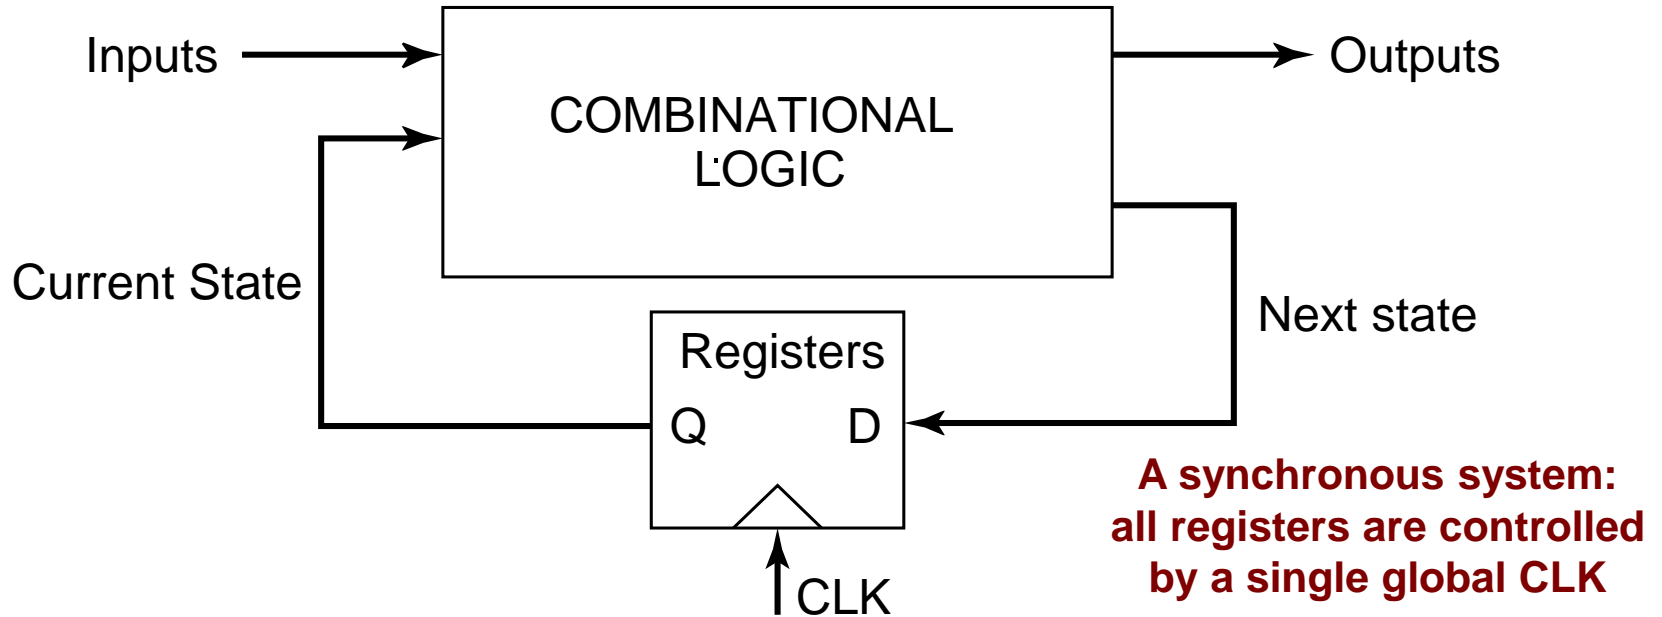 Inputs
Outputs
COMBINATIONAL
LOGIC
Current State
Next state
Registers
Q
D
A synchronous system:
all registers are controlled
by a single global CLK
CLK